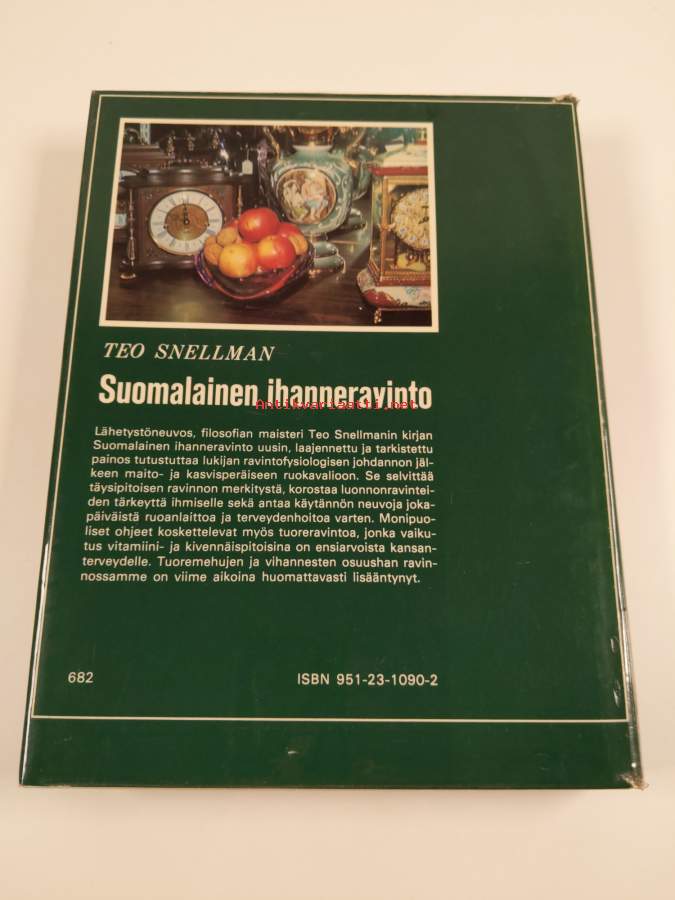 TEO SNELLMAN
Suomalainen ihanneravinto
Antikvariaatti.net
Lähetystöneuvos, filosofian maisteri Teo Snellmanin kirjan
Suomalainen ihanneravinto uusin, laajennettu ja tarkistettu
painos tutustuttaa lukijan ravintofysiologisen johdannon jäl-
keen maito- ja kasvisperäiseen ruokavalioon. Se selvittää
täysipitoisen ravinnon merkitystä, korostaa luonnonravintei-
den tärkeyttä ihmiselle sekä antaa käytännön neuvoja joka-
päiväistä ruoanlaittoa ja terveydenhoitoa varten. Monipuo-
liset ohjeet koskettelevat myös tuoreravintoa, jonka vaiku-
tus vitamiini- ja kivennäispitoisina on ensiarvoista kansan-
terveydelle. Tuoremehujen ja vihannesten osuushan ravin-
nossamme on viime aikoina huomattavasti lisääntynyt.
682
ISBN 951-23-1090-2